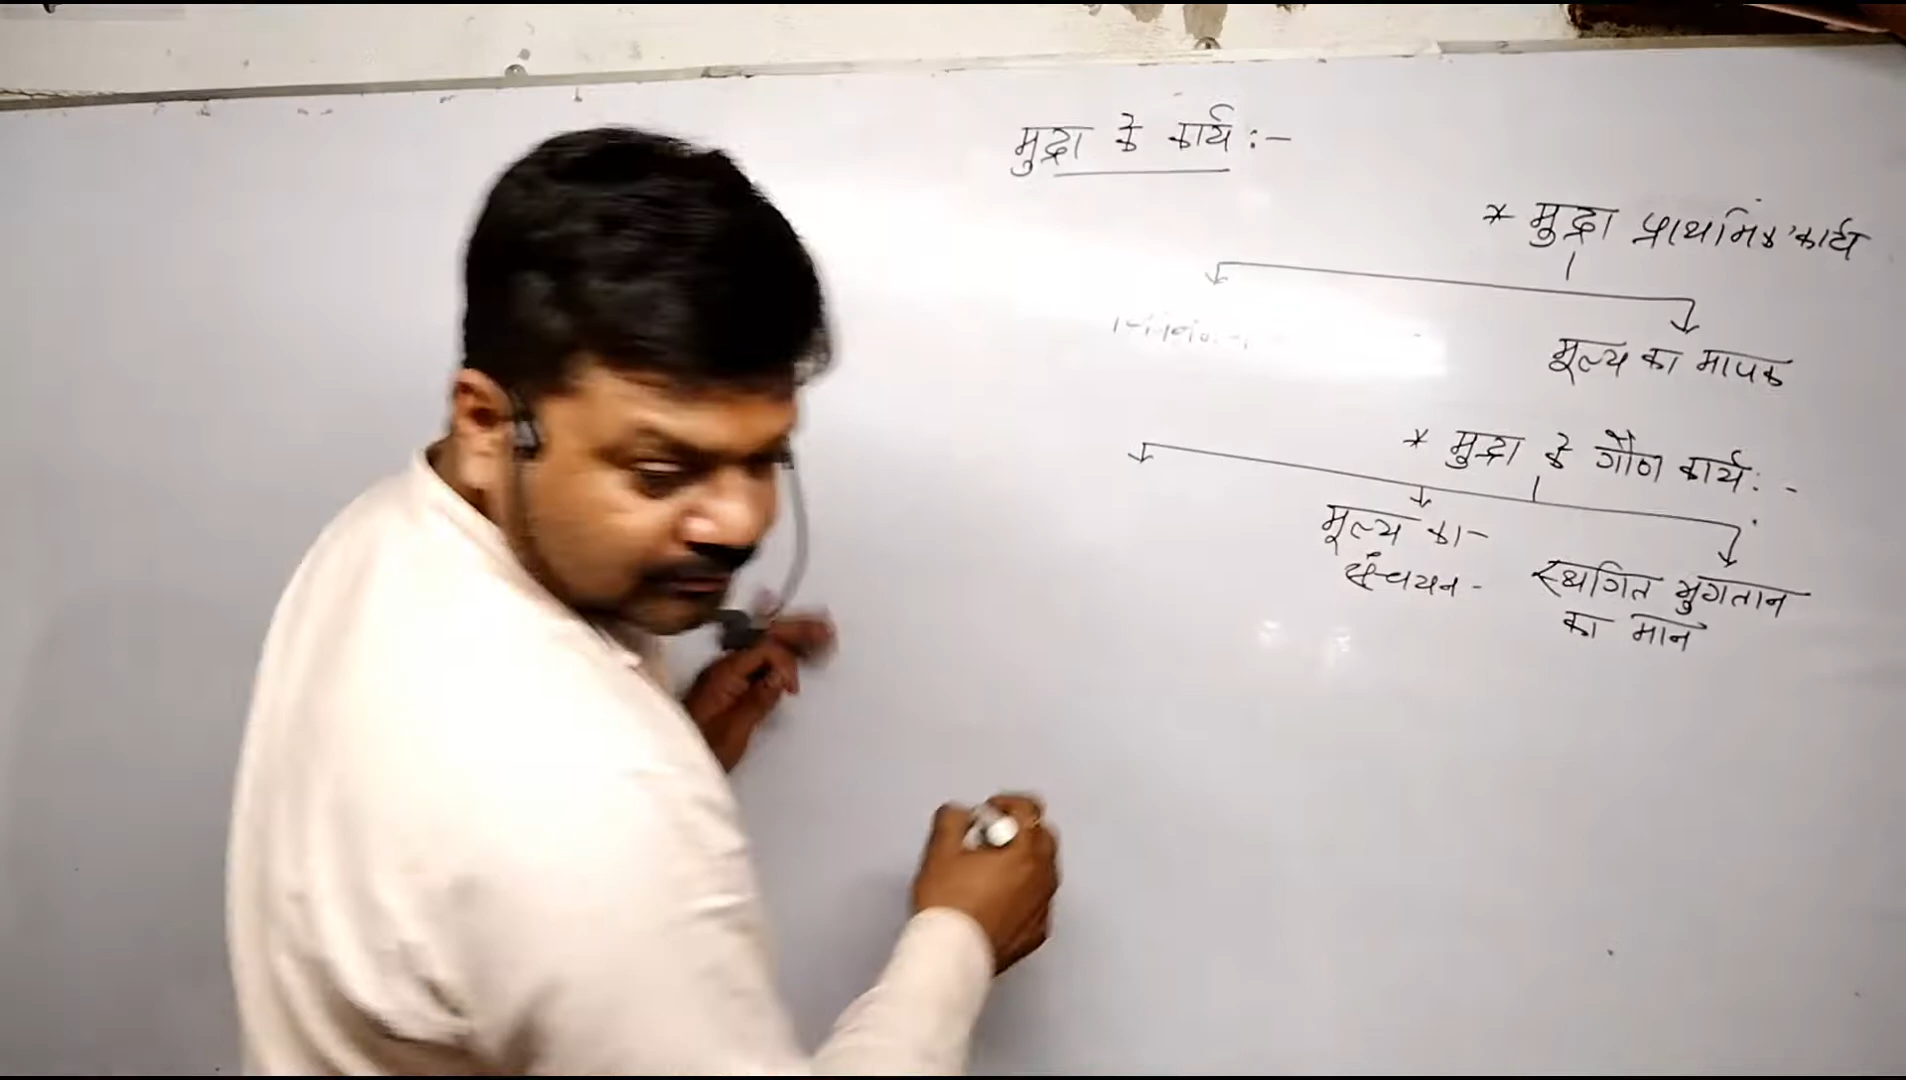 मुद्रा के कार्य :-
* मुद्रा प्राथमिक कार्य
मूल्य का मापक
* मुद्रा के गौण कार्य : -
मूल्य का -
संचयन -
स्थगित भुगतान
का मान